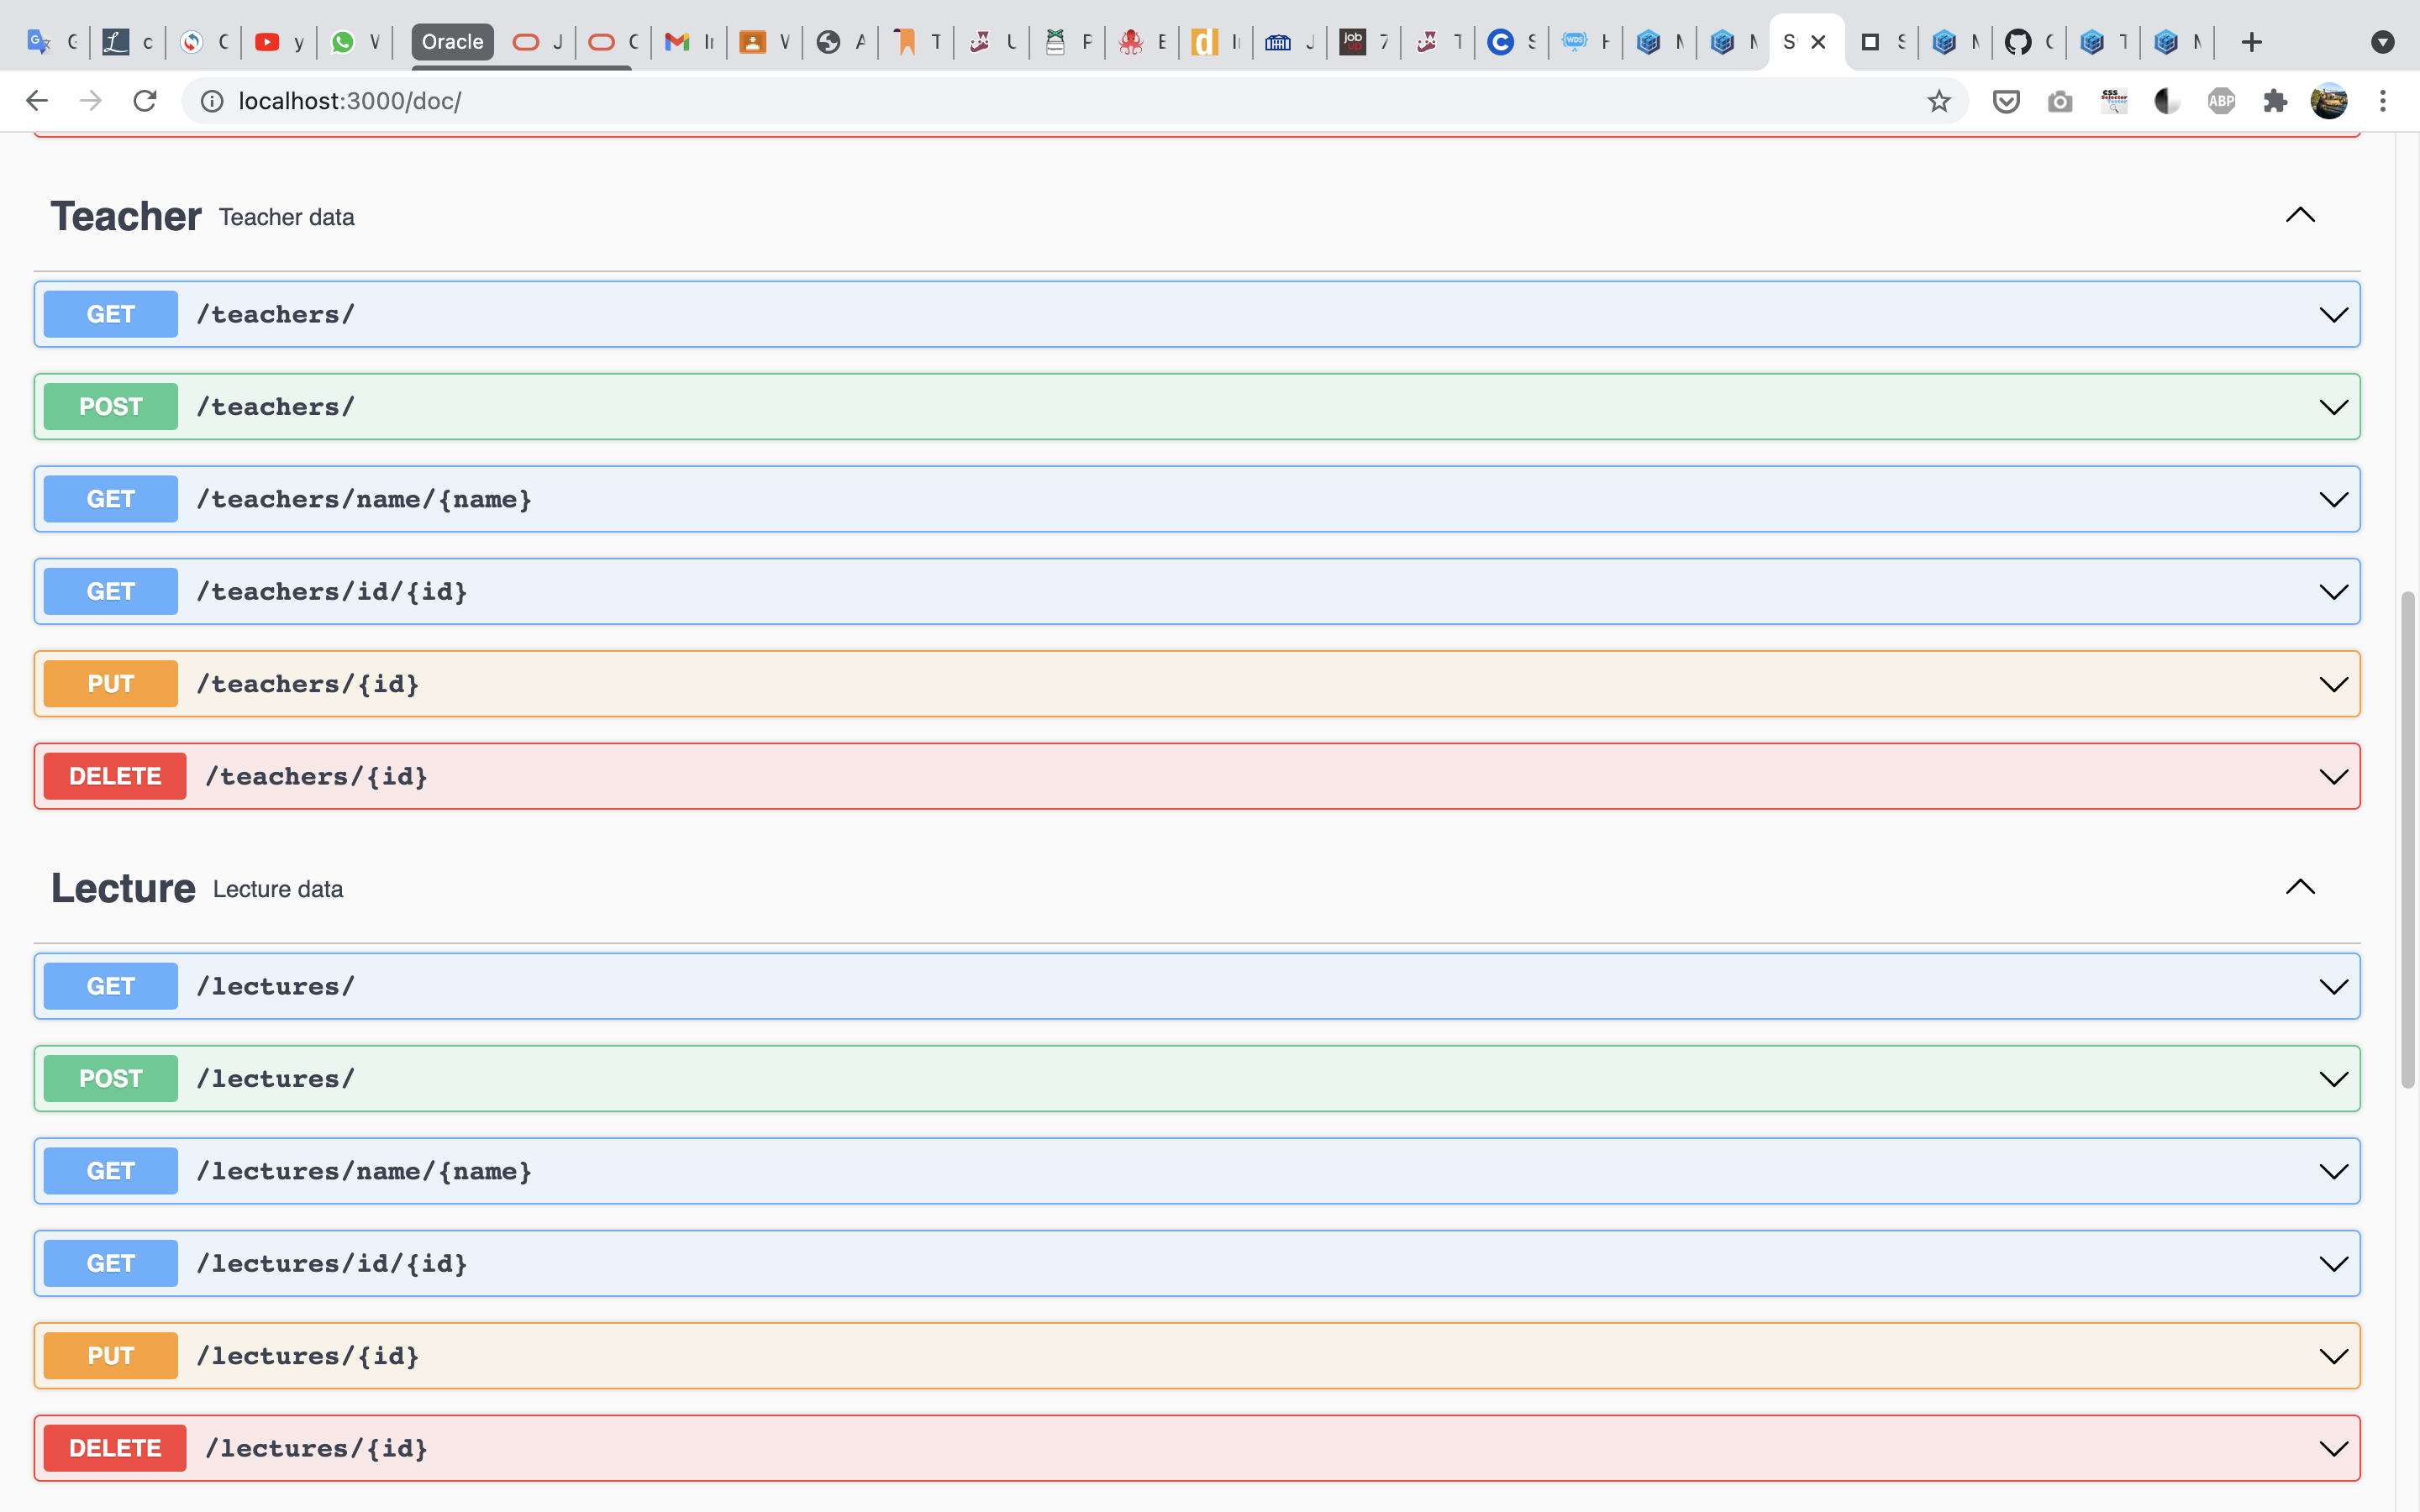 Oracle
localhost:3000/doc/
Teacher Teacher data
GET /teachers/
POST /teachers/
GET /teachers/name/{name}
GET /teachers/id/{id}
PUT /teachers/{id}
DELETE /teachers/{id}
Lecture Lecture data
GET /lectures/
POST /lectures/
GET /lectures/name/{name}
GET /lectures/id/{id}
PUT /lectures/{id}
DELETE /lectures/{id}